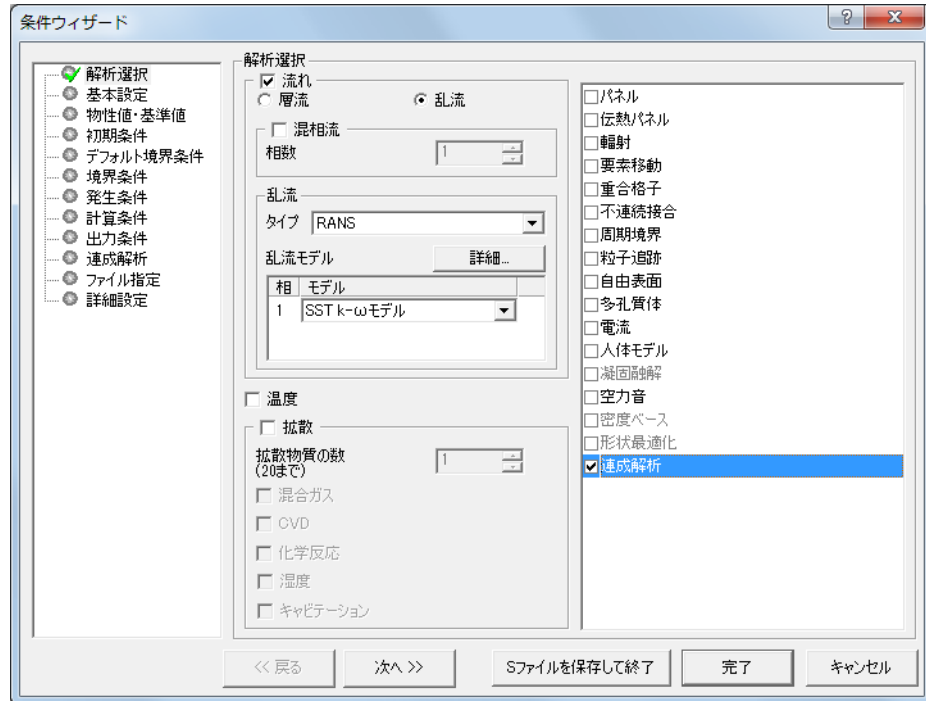 条件ウィザード
解析選択
基本設定
物性値・基準値
初期条件
デフォルト境界条件
境界条件
発生条件
計算条件
出力条件
連成解析
ファイル指定
詳細設定
解析選択
流れ
層流
乱流
混相流
相数 1
乱流
タイプ RANS
乱流モデル 詳細...
相 モデル
1 SST k-ωモデル
温度
拡散
拡散物質の数 1
(20まで)
混合ガス
CVD
化学反応
湿度
キャビテーション
パネル
伝熱パネル
輻射
要素移動
重合格子
不連続接合
周期境界
粒子追跡
自由表面
多孔質体
電流
人体モデル
凝固融解
空力音
密度ベース
形状最適化
連成解析
<< 戻る 次へ >> Sファイルを保存して終了 完了 キャンセル